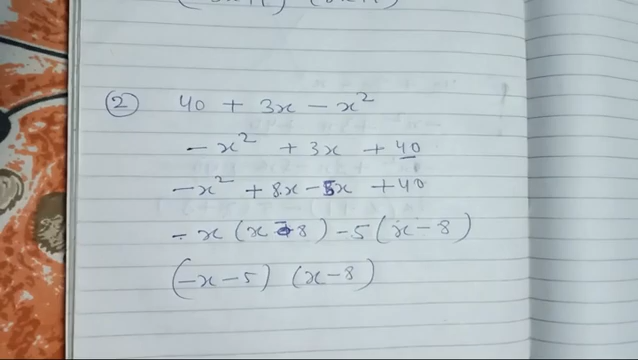 ② 40 + 3x - x²
- x² + 3x + 40
- x² + 8x - 5x + 40
- x (x - 8) - 5 (x - 8)
(-x - 5) (x - 8)